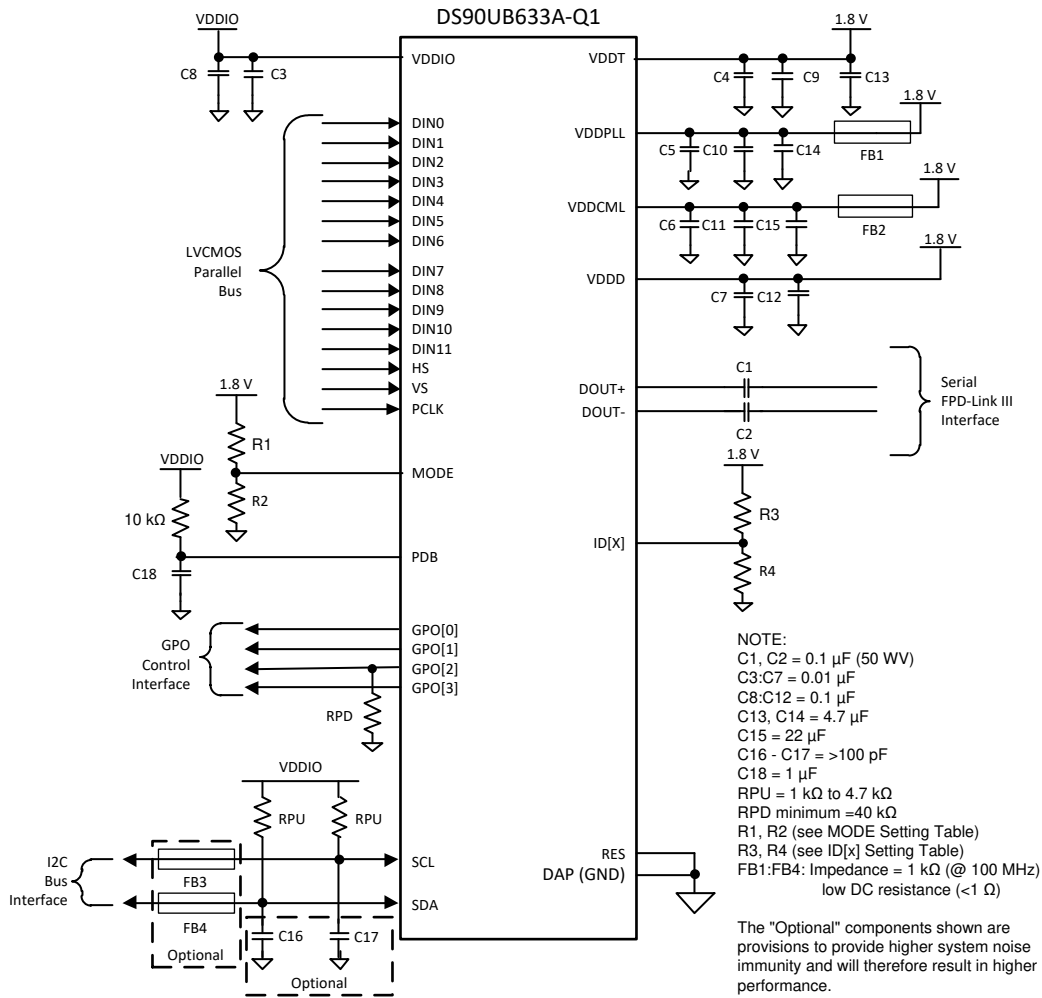 DS90UB633A-Q1
VDDIO
C8
C3
VDDIO
LVCMOS
Parallel
Bus
DIN0
DIN1
DIN2
DIN3
DIN4
DIN5
DIN6
DIN7
DIN8
DIN9
DIN10
DIN11
HS
VS
PCLK
1.8 V
R1
R2
MODE
VDDIO
10 kΩ
C18
PDB
GPO
Control
Interface
GPO[0]
GPO[1]
GPO[2]
GPO[3]
RPD
VDDIO
RPU
RPU
I2C
Bus
Interface
FB3
FB4
Optional
SCL
SDA
C16
C17
Optional
VDDT
1.8 V
C4
C9
C13
VDDPLL
1.8 V
C5
C10
C14
FB1
VDDCML
1.8 V
C6
C11
C15
FB2
VDDD
1.8 V
C7
C12
DOUT+
DOUT-
C1
C2
Serial
FPD-Link III
Interface
1.8 V
R3
R4
ID[X]
RES
DAP (GND)
NOTE:
C1, C2 = 0.1 µF (50 WV)
C3:C7 = 0.01 µF
C8:C12 = 0.1 µF
C13, C14 = 4.7 µF
C15 = 22 µF
C16 - C17 = >100 pF
C18 = 1 µF
RPU = 1 kΩ to 4.7 kΩ
RPD minimum =40 kΩ
R1, R2 (see MODE Setting Table)
R3, R4 (see ID[x] Setting Table)
FB1:FB4: Impedance = 1 kΩ (@ 100 MHz)
low DC resistance (<1 Ω)
The "Optional" components shown are
provisions to provide higher system noise
immunity and will therefore result in higher
performance.